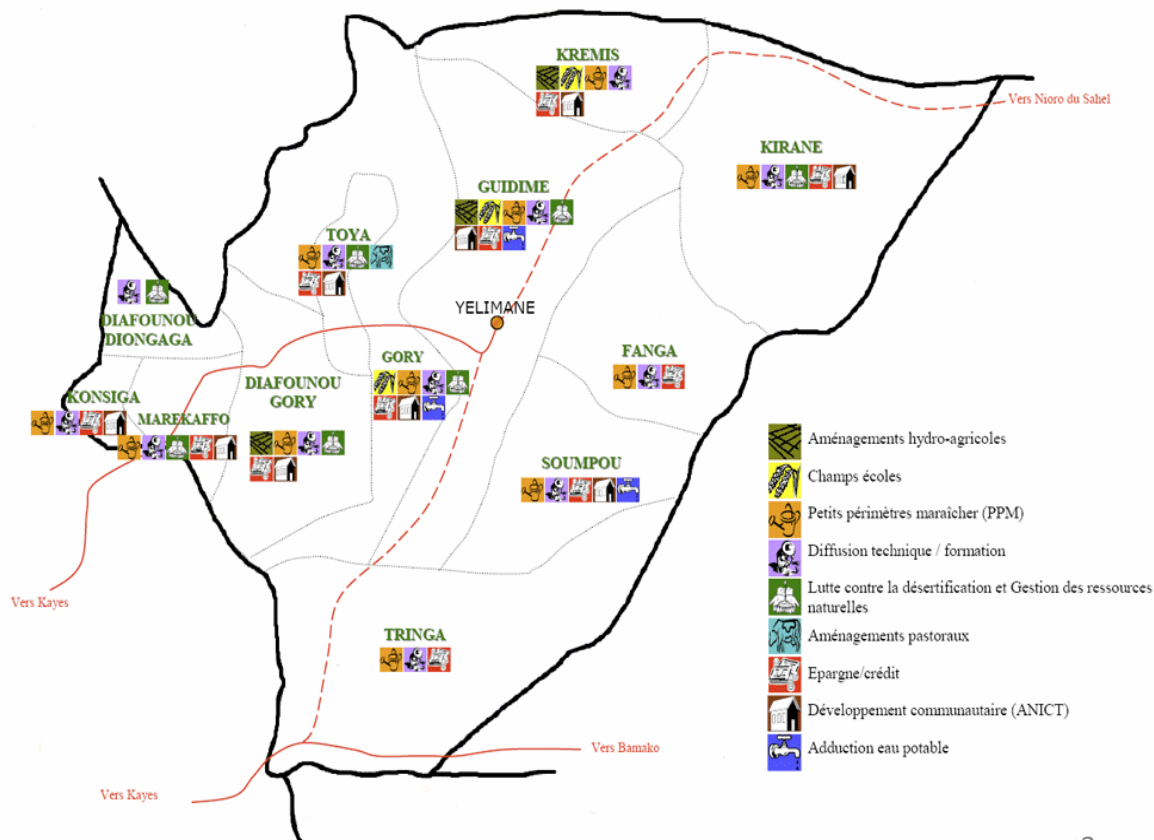 KREMIS
Vers Nioro du Sahel
KIRANE
GUIDIME
TOYA
YELIMANE
DIAFOUNOU
DIONGAGA
GORY
FANGA
DIAFOUNOU
GORY
KONSIGA
MAREKAFFO
SOUMPOU
Vers Kayes
TRINGA
Vers Bamako
Vers Kayes
Aménagements hydro-agricoles
Champs écoles
Petits périmètres maraîcher (PPM)
Diffusion technique / formation
Lutte contre la désertification et Gestion des ressources
naturelles
Aménagements pastoraux
Epargne/crédit
Développement communautaire (ANICT)
Adduction eau potable